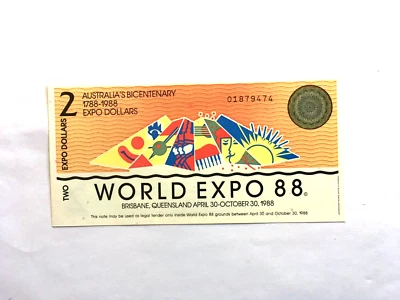 2
EXPO DOLLARS
TWO
AUSTRALIA'S BICENTENARY
1788-1988
EXPO DOLLARS
01879474
WORLD EXPO 88
BRISBANE, QUEENSLAND APRIL 30-OCTOBER 30, 1988
This note may be used as legal tender only inside World Expo 88 grounds between April 30 and October 30, 1988